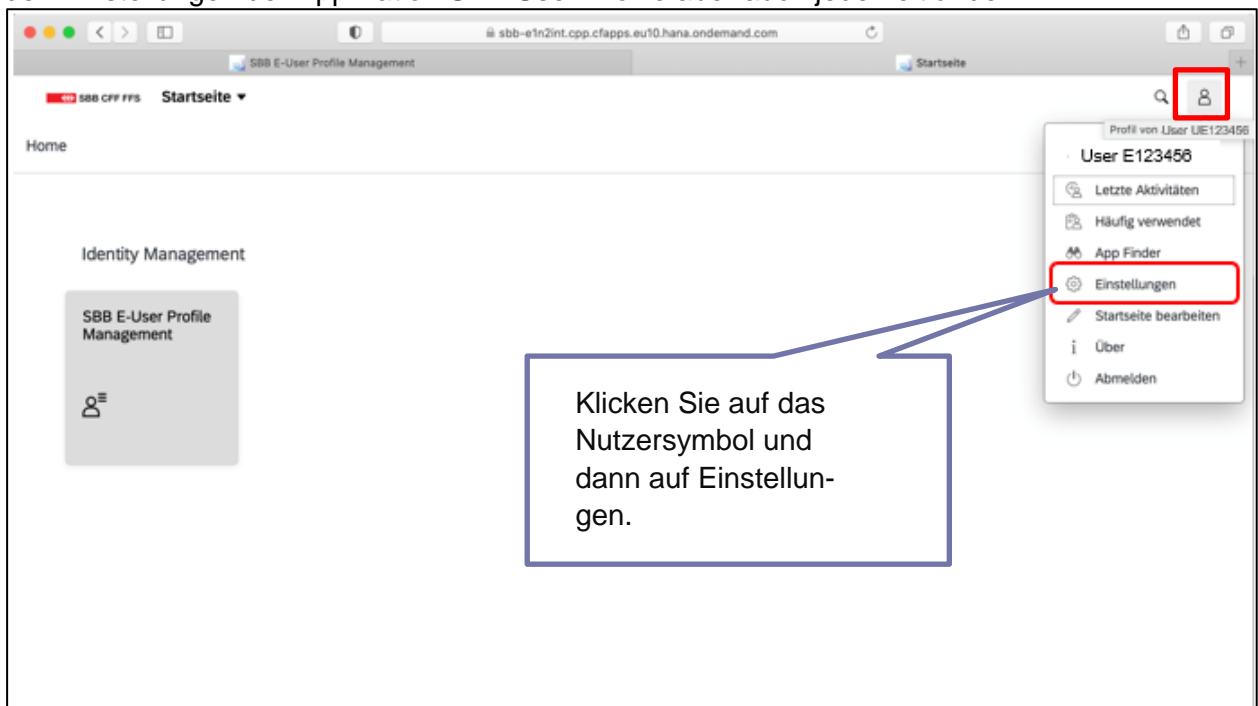 sbb-e1n2int.cpp.cfapps.eu10.hana.ondemand.com
SBB E-User Profile Management
Startseite
SBB CFF FFS Startseite
Profil von User UE123456
Home
User E123456
Letzte Aktivitäten
Häufig verwendet
Identity Management
App Finder
Einstellungen
SBB E-User Profile
Management
Startseite bearbeiten
i Über
Abmelden
Klicken Sie auf das
Nutzersymbol und
dann auf Einstellun-
gen.